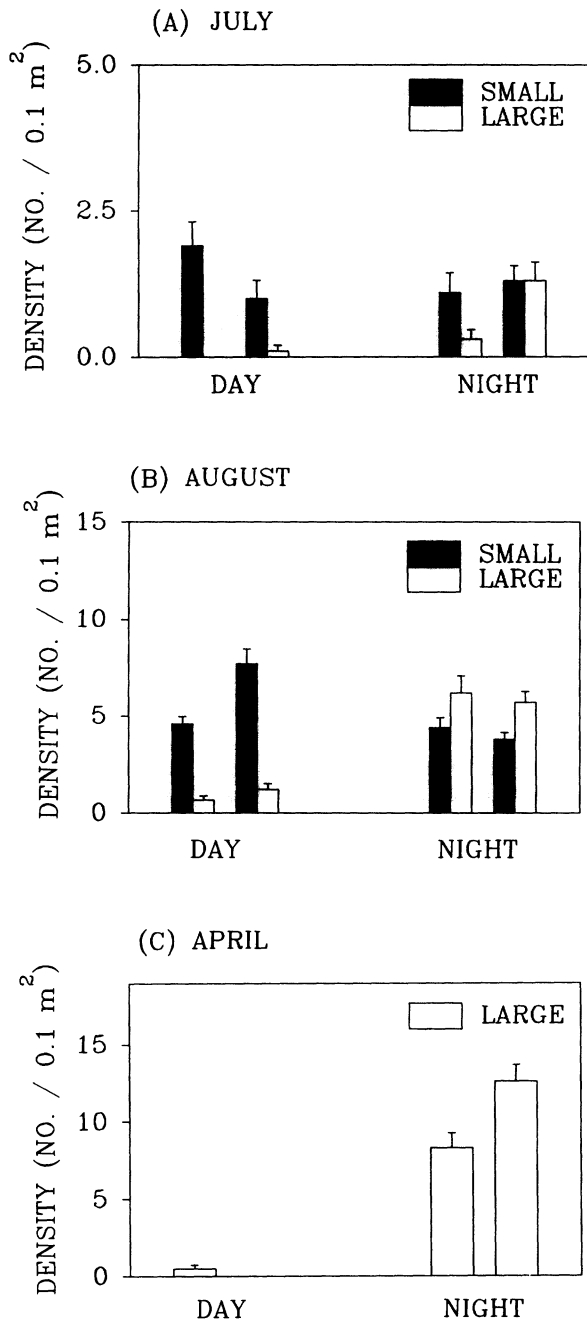 (A) JULY
DENSITY (NO. / 0.1 m²)
5.0
2.5
0.0
SMALL
LARGE
DAY NIGHT
(B) AUGUST
DENSITY (NO. / 0.1 m²)
15
10
5
0
SMALL
LARGE
DAY NIGHT
(C) APRIL
DENSITY (NO. / 0.1 m²)
15
10
5
0
LARGE
DAY NIGHT